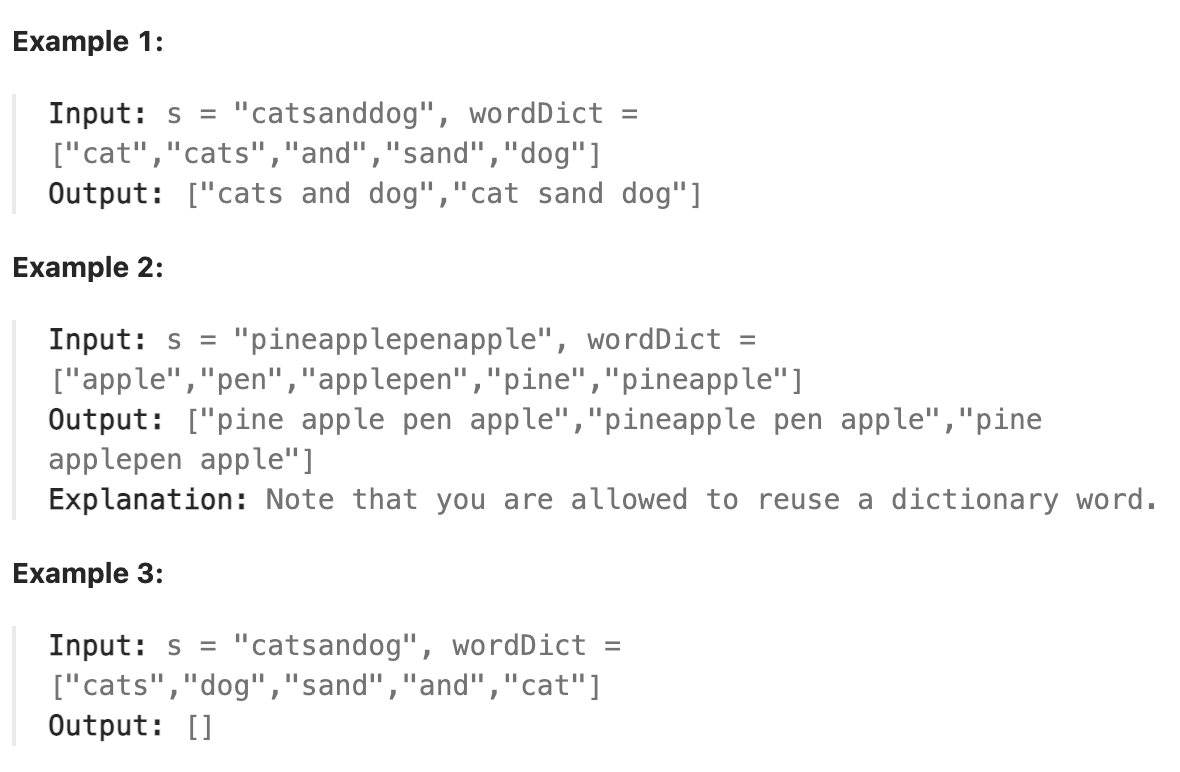 Example 1:
Input: s = "catsanddog", wordDict =
["cat","cats","and","sand","dog"]
Output: ["cats and dog","cat sand dog"]
Example 2:
Input: s = "pineapplepenapple", wordDict =
["apple","pen","applepen","pine","pineapple"]
Output: ["pine apple pen apple","pineapple pen apple","pine
applepen apple"]
Explanation: Note that you are allowed to reuse a dictionary word.
Example 3:
Input: s = "catsandog", wordDict =
["cats","dog","sand","and","cat"]
Output: []